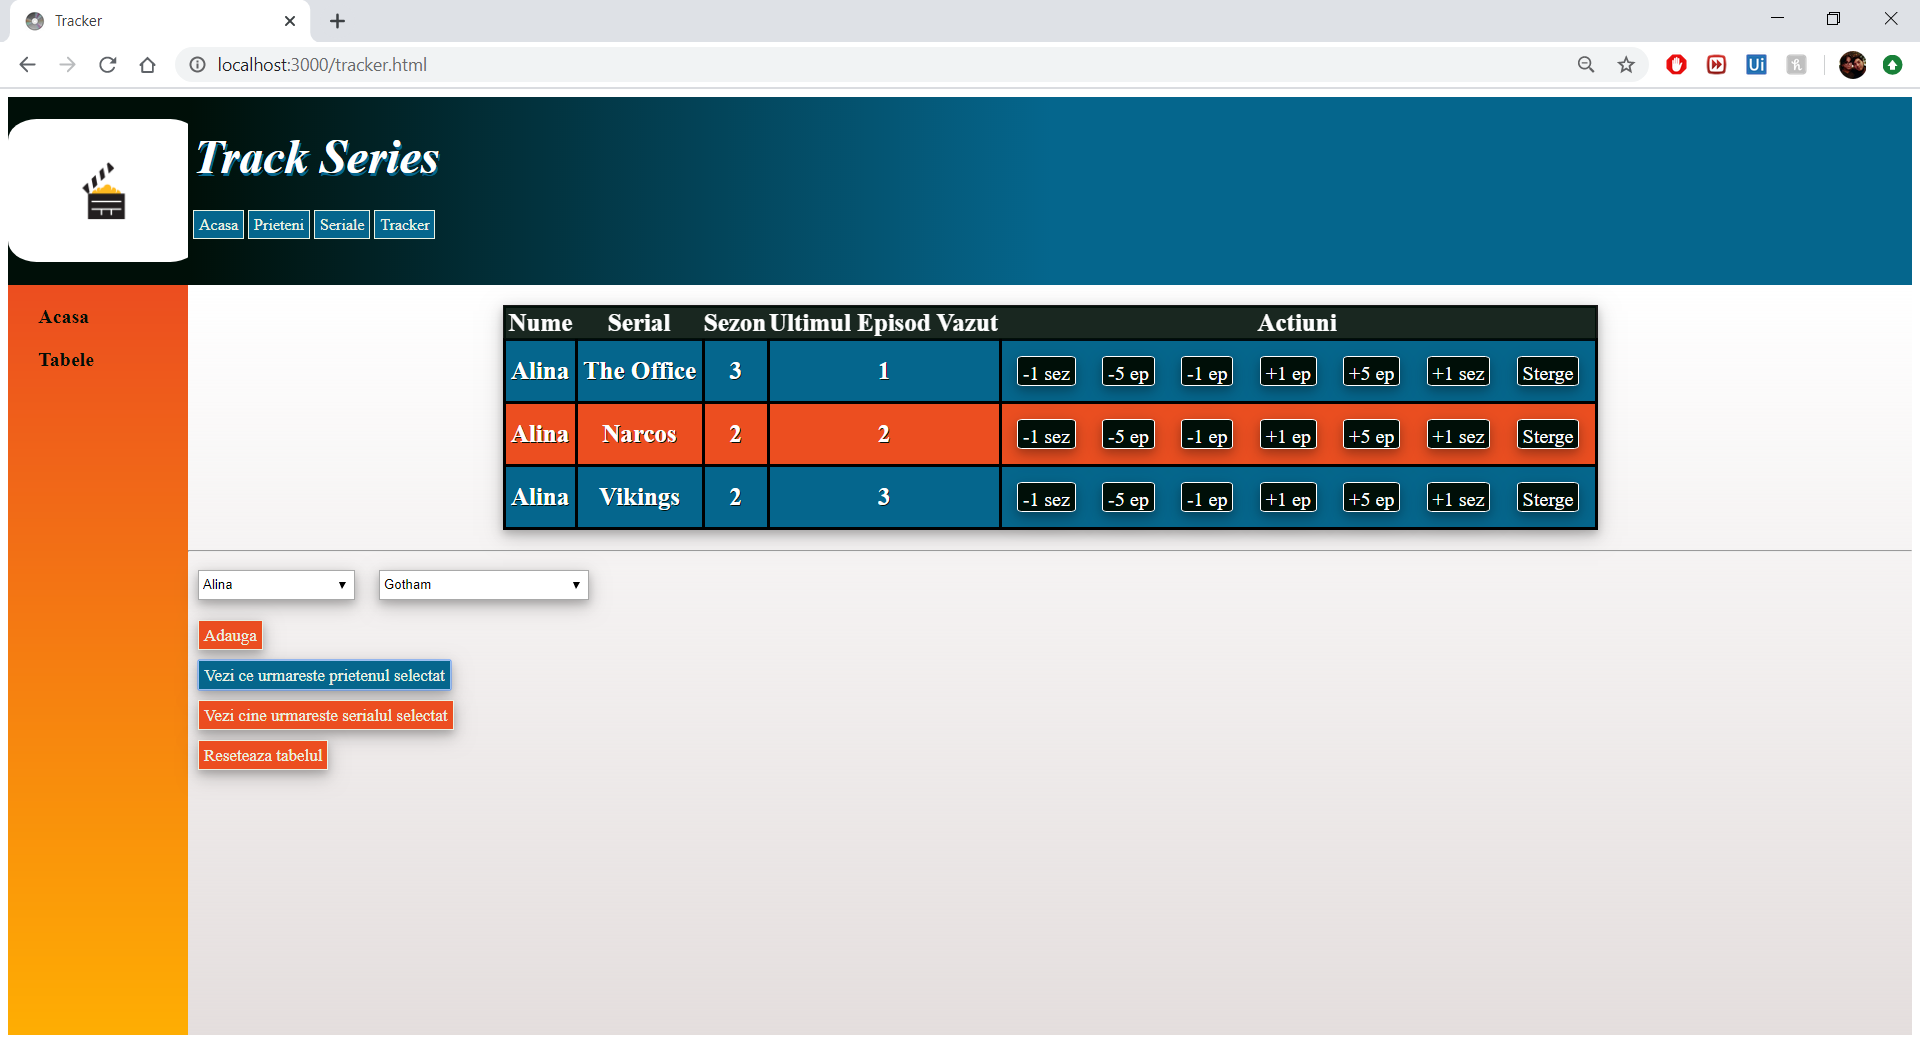 Tracker
localhost:3000/tracker.html
Ui
Track Series
Acasa Prieteni Seriale Tracker
Acasa
Tabele
Nume Serial Sezon Ultimul Episod Vazut Actiuni
Alina The Office 3 1 -1 sez -5 ep -1 ep +1 ep +5 ep +1 sez Sterge
Alina Narcos 2 2 -1 sez -5 ep -1 ep +1 ep +5 ep +1 sez Sterge
Alina Vikings 2 3 -1 sez -5 ep -1 ep +1 ep +5 ep +1 sez Sterge
Alina Gotham
Adauga
Vezi ce urmareste prietenul selectat
Vezi cine urmareste serialul selectat
Reseteaza tabelul